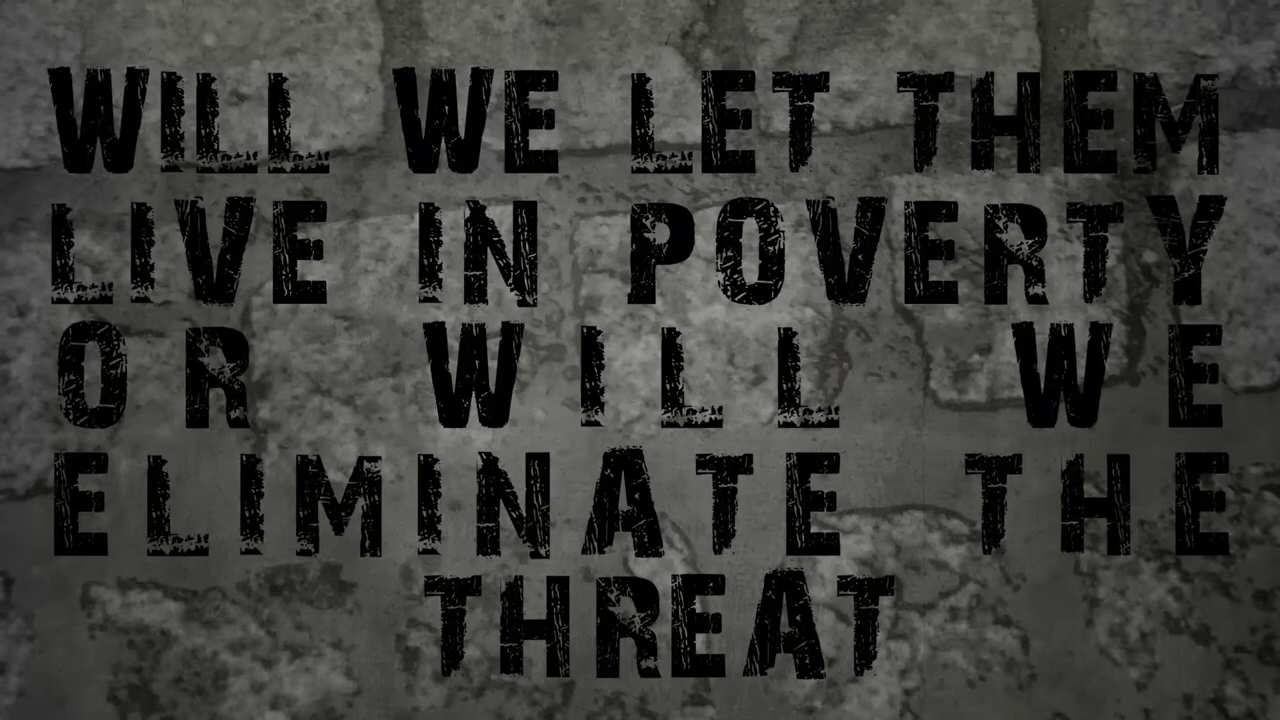 WILL WE LET THEM
LIVE IN POVERTY
OR WILL WE
ELIMINATE THE
THREAT